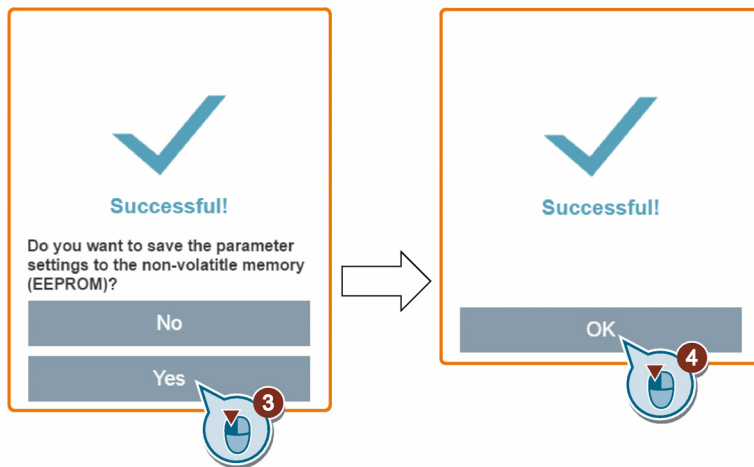 Successful!
Do you want to save the parameter
settings to the non-volatitle memory
(EEPROM)?
No
Yes
3
Successful!
OK
4